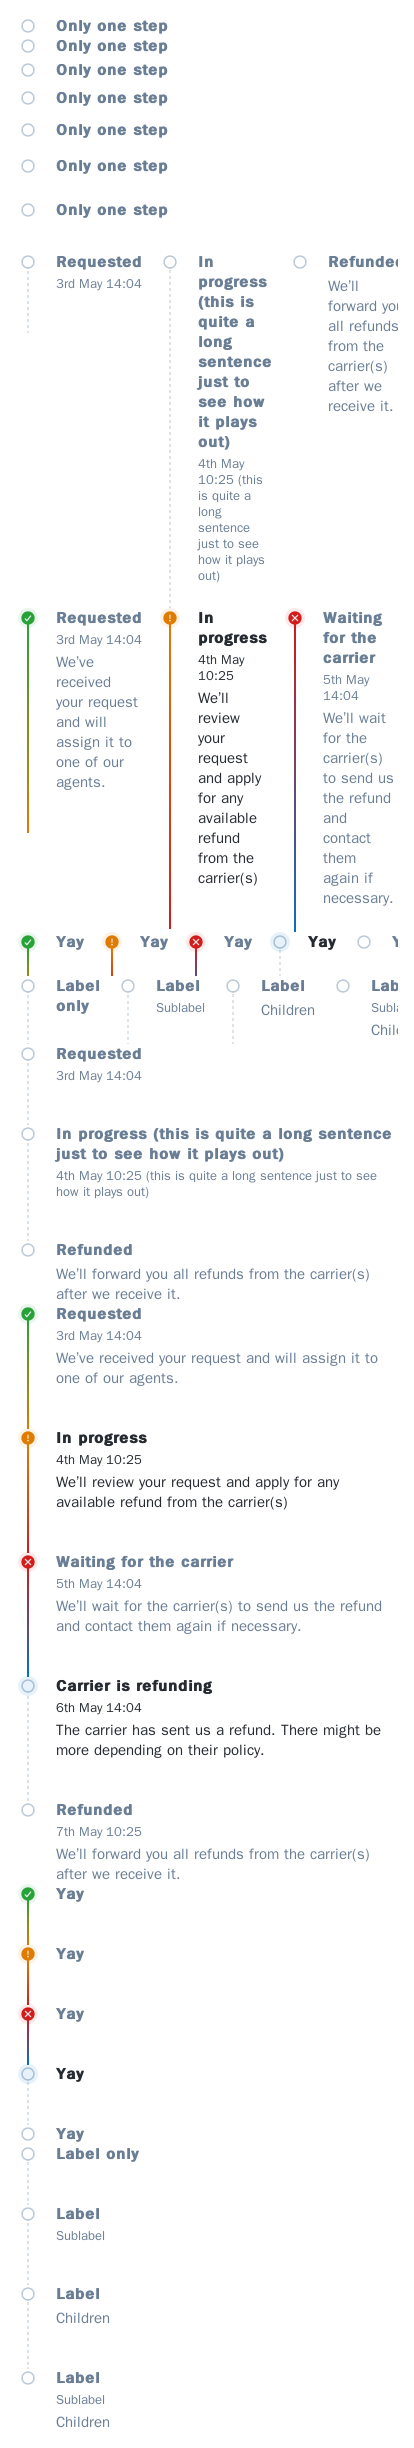 Only one step
Only one step
Only one step
Only one step
Only one step
Only one step
Only one step
Requested
3rd May 14:04
In
progress
(this is
quite a
long
sentence
just to
see how
it plays
out)
4th May
10:25 (this
is quite a
long
sentence
just to see
how it plays
out)
Refunded
We'll
forward you
all refunds
from the
carrier(s)
after we
receive it.
Requested
3rd May 14:04
We've
received
your request
and will
assign it to
one of our
agents.
In
progress
4th May
10:25
We'll
review
your
request
and apply
for any
available
refund
from the
carrier(s)
Waiting
for the
carrier
5th May
14:04
We'll wait
for the
carrier(s)
to send us
the refund
and
contact
them
again if
necessary.
Yay
Yay
Yay
Yay
Label
only
Label
Sublabel
Label
Children
Requested
3rd May 14:04
In progress (this is quite a long sentence
just to see how it plays out)
4th May 10:25 (this is quite a long sentence just to see
how it plays out)
Refunded
We'll forward you all refunds from the carrier(s)
after we receive it.
Requested
3rd May 14:04
We've received your request and will assign it to
one of our agents.
In progress
4th May 10:25
We'll review your request and apply for any
available refund from the carrier(s)
Waiting for the carrier
5th May 14:04
We'll wait for the carrier(s) to send us the refund
and contact them again if necessary.
Carrier is refunding
6th May 14:04
The carrier has sent us a refund. There might be
more depending on their policy.
Refunded
7th May 10:25
We'll forward you all refunds from the carrier(s)
after we receive it.
Yay
Yay
Yay
Yay
Yay
Label only
Label
Sublabel
Label
Children
Label
Sublabel
Children